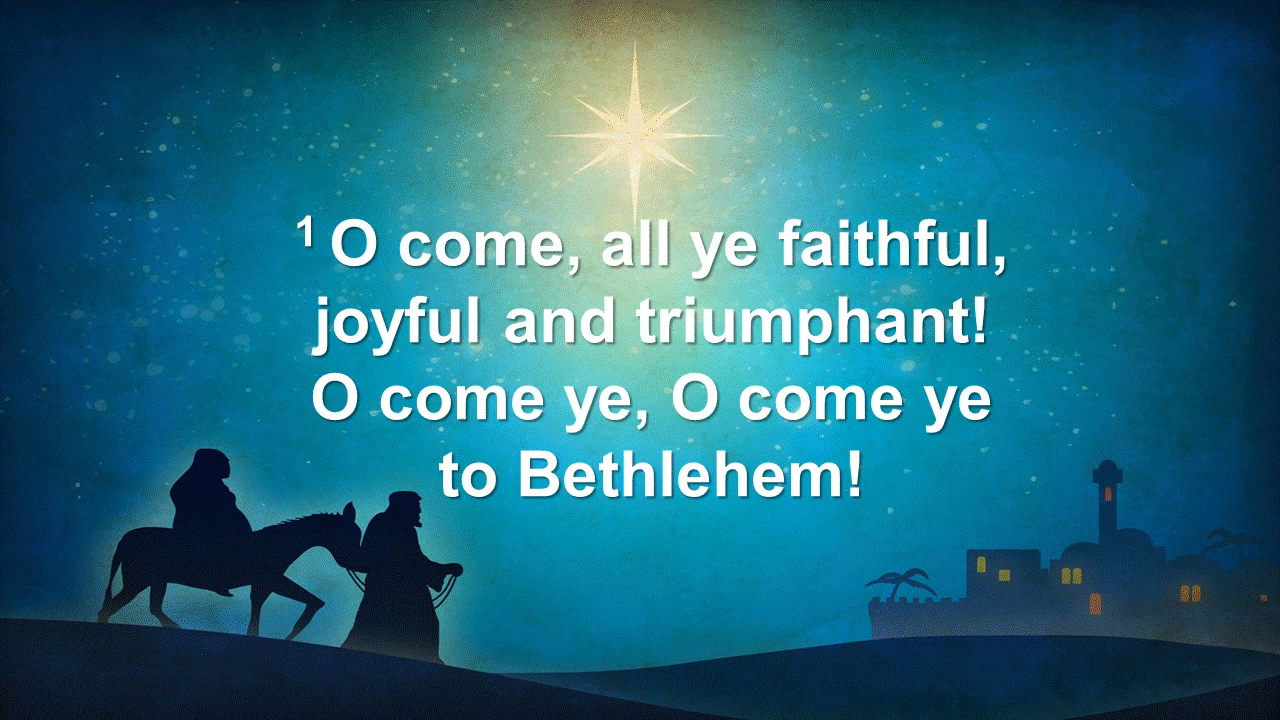 1 O come, all ye faithful,
joyful and triumphant!
O come ye, O come ye
to Bethlehem!